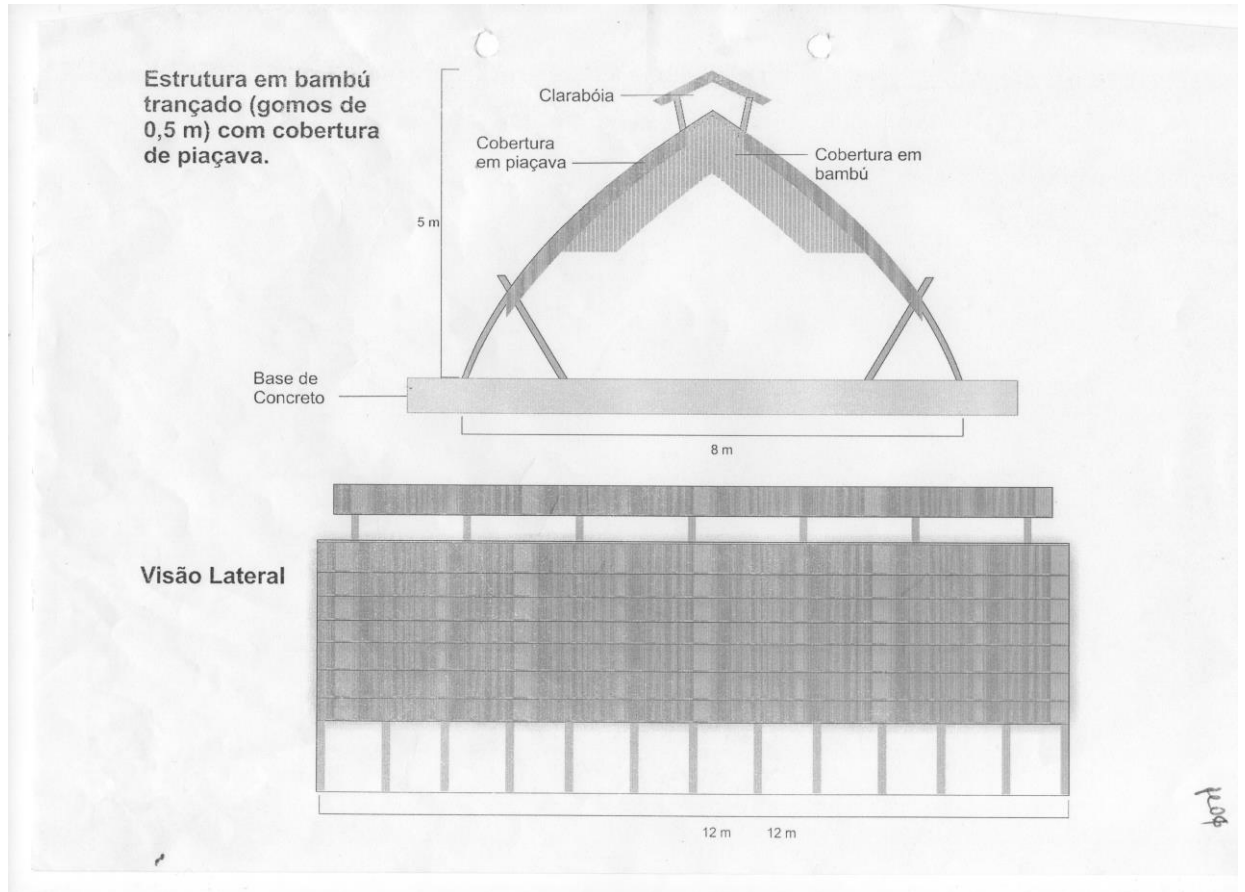 Estrutura em bambú
trançado (gomos de
0,5 m) com cobertura
de piaçava.
Clarabóia
Cobertura
em piaçava
Cobertura em
bambú
5 m
Base de
Concreto
8 m
Visão Lateral
12 m 12 m